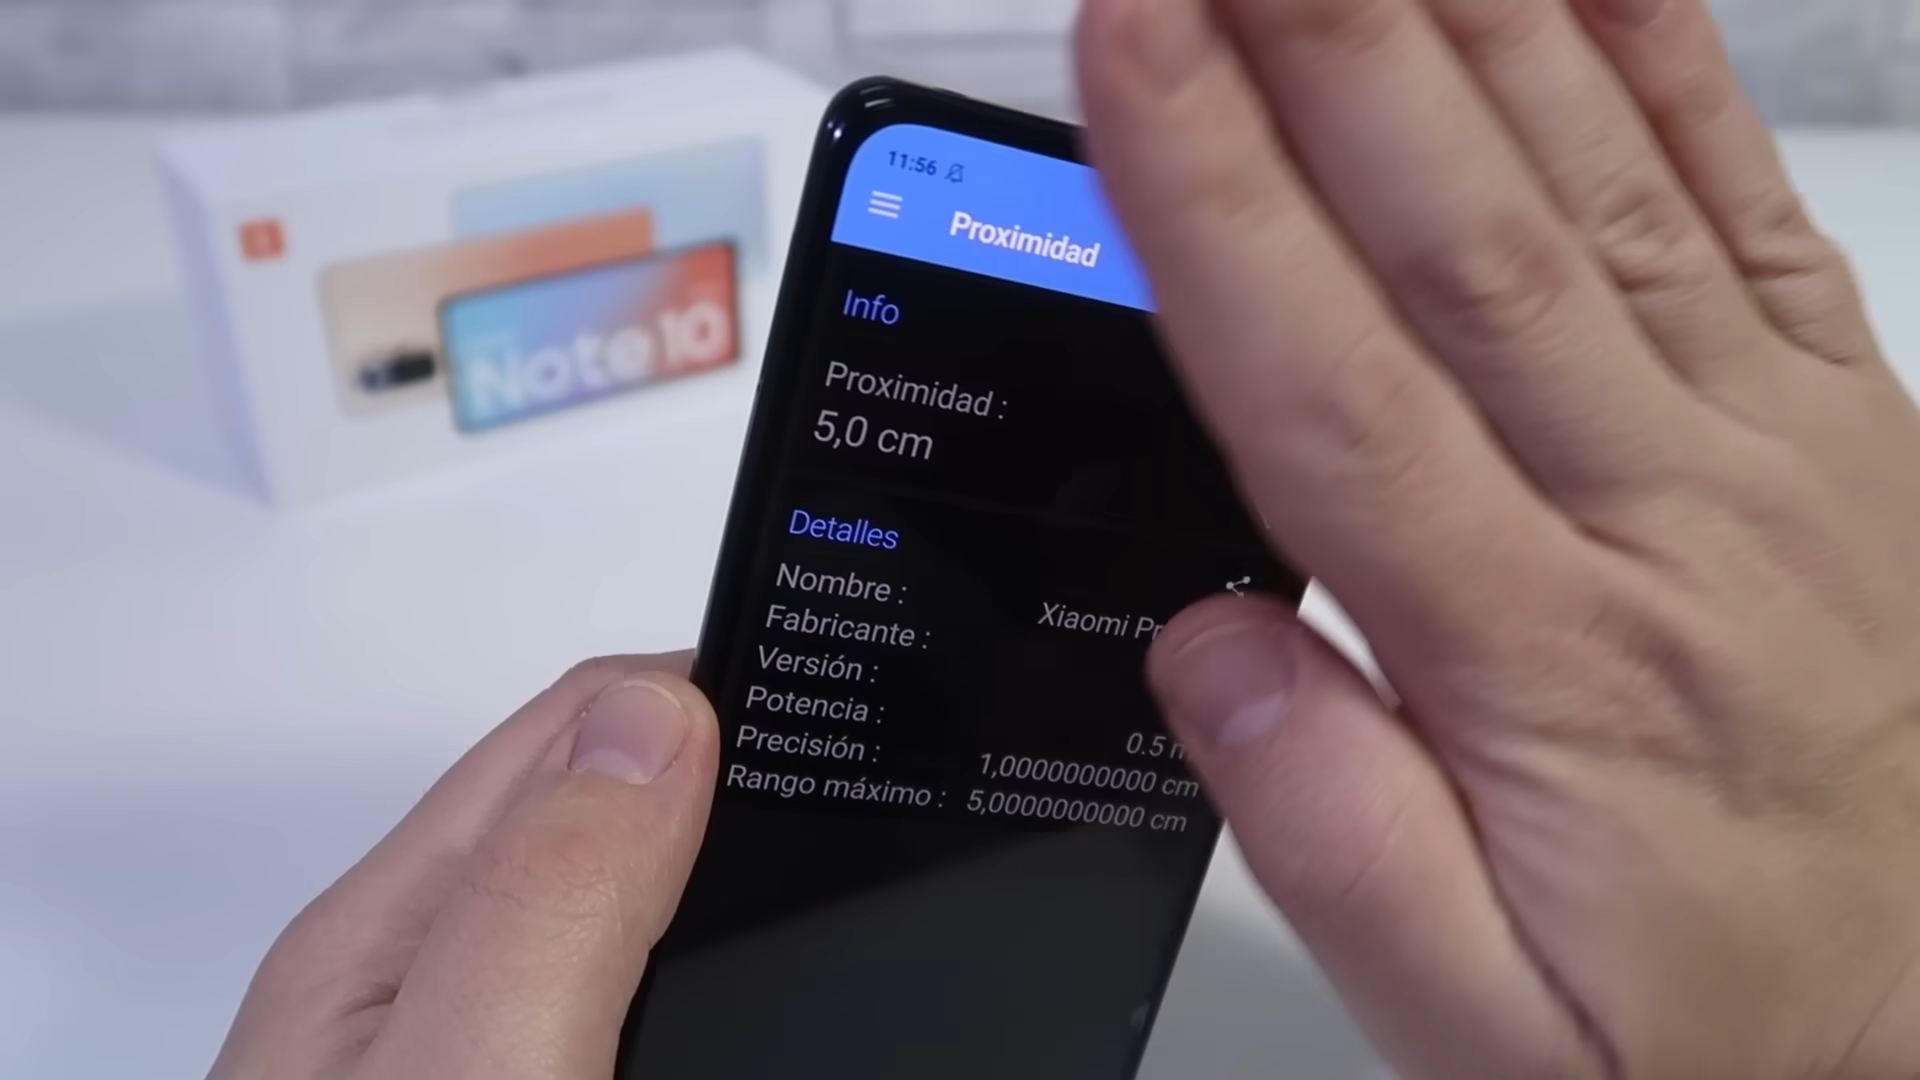 11:56
Proximidad
Info
Proximidad :
5,0 cm
Detalles
Nombre :
Xiaomi
Fabricante :
Versión :
Potencia :
0.5
Precisión :
1,0000000000 cm
Rango máximo :
5,0000000000 cm
Note 10